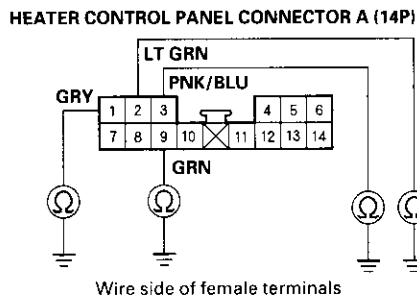 HEATER CONTROL PANEL CONNECTOR A (14P)
LT GRN
PNK/BLU
GRY
1 2 3 4 5 6
7 8 9 10 11 12 13 14
GRN
Ω Ω Ω Ω
Wire side of female terminals